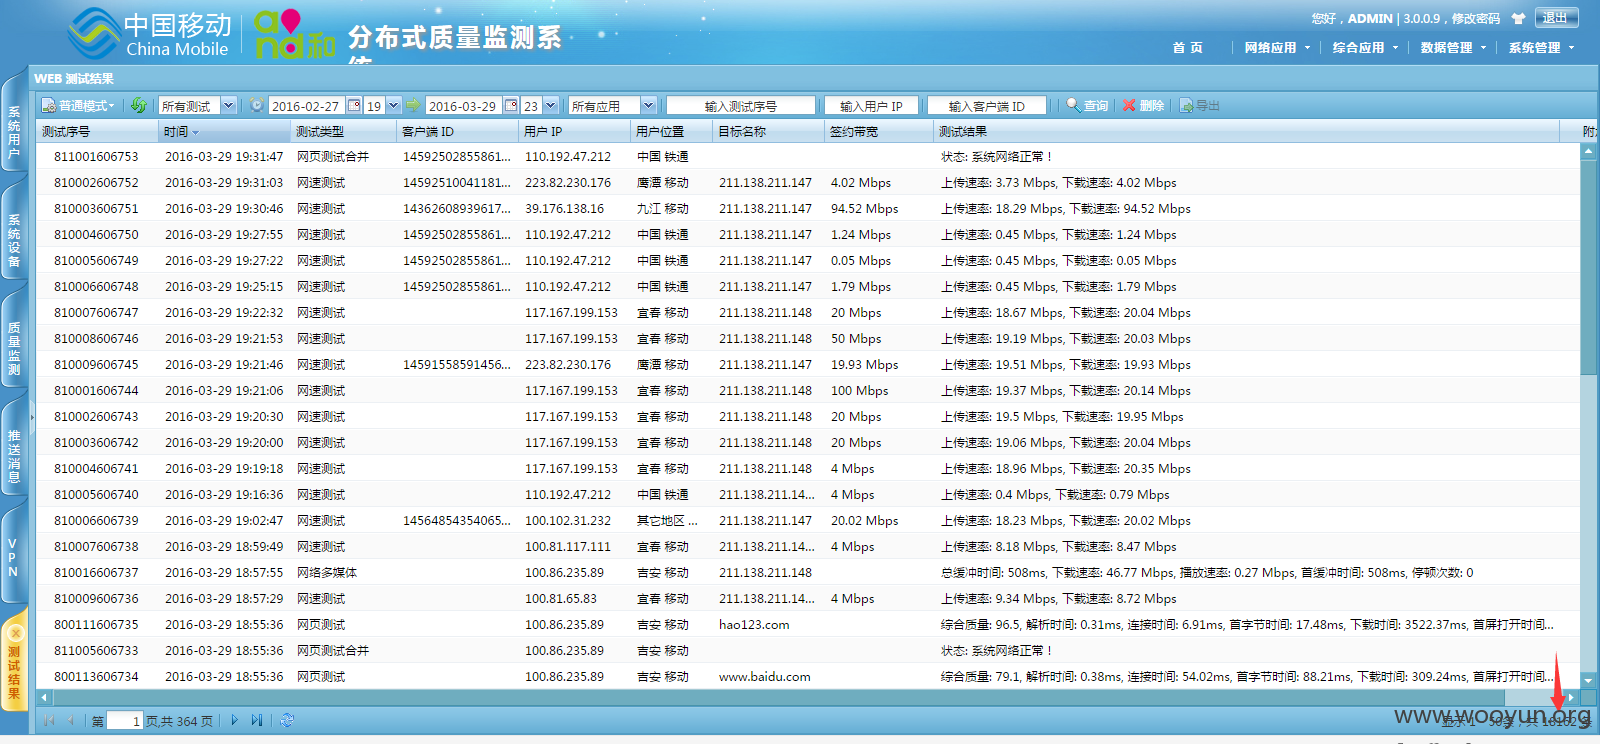 中国移动
China Mobile
and和
分布式质量监测系
您好，ADMIN | 3.0.0.9，修改密码 退出
首 页 网络应用 综合应用 数据管理 系统管理
WEB 测试结果
普通模式 所有测试 2016-02-27 19 2016-03-29 23 所有应用 输入测试序号 输入用户 IP 输入客户端 ID 查询 删除 导出
系统用户
系统设备
质量监测
推送消息
VPN
测试结果
测试序号 时间 测试类型 客户端 ID 用户 IP 用户位置 目标名称 签约带宽 测试结果
811001606753 2016-03-29 19:31:47 网页测试合并 14592502855861... 110.192.47.212 中国 铁通 状态: 系统网络正常！
810002606752 2016-03-29 19:31:03 网速测试 14592510041181... 223.82.230.176 鹰潭 移动 211.138.211.147 4.02 Mbps 上传速率: 3.73 Mbps, 下载速率: 4.02 Mbps
810003606751 2016-03-29 19:30:46 网速测试 14362608939617... 39.176.138.16 九江 移动 211.138.211.147 94.52 Mbps 上传速率: 18.29 Mbps, 下载速率: 94.52 Mbps
810004606750 2016-03-29 19:27:55 网速测试 14592502855861... 110.192.47.212 中国 铁通 211.138.211.147 1.24 Mbps 上传速率: 0.45 Mbps, 下载速率: 1.24 Mbps
810005606749 2016-03-29 19:27:22 网速测试 14592502855861... 110.192.47.212 中国 铁通 211.138.211.147 0.05 Mbps 上传速率: 0.45 Mbps, 下载速率: 0.05 Mbps
810006606748 2016-03-29 19:25:15 网速测试 14592502855861... 110.192.47.212 中国 铁通 211.138.211.147 1.79 Mbps 上传速率: 0.45 Mbps, 下载速率: 1.79 Mbps
810007606747 2016-03-29 19:22:32 网速测试 117.167.199.153 宜春 移动 211.138.211.148 20 Mbps 上传速率: 18.67 Mbps, 下载速率: 20.04 Mbps
810008606746 2016-03-29 19:21:53 网速测试 117.167.199.153 宜春 移动 211.138.211.148 50 Mbps 上传速率: 19.19 Mbps, 下载速率: 20.03 Mbps
810009606745 2016-03-29 19:21:46 网速测试 14591558591456... 223.82.230.176 鹰潭 移动 211.138.211.147 19.93 Mbps 上传速率: 19.51 Mbps, 下载速率: 19.93 Mbps
810001606744 2016-03-29 19:21:06 网速测试 117.167.199.153 宜春 移动 211.138.211.148 100 Mbps 上传速率: 19.37 Mbps, 下载速率: 20.14 Mbps
810002606743 2016-03-29 19:20:30 网速测试 117.167.199.153 宜春 移动 211.138.211.148 20 Mbps 上传速率: 19.5 Mbps, 下载速率: 19.95 Mbps
810003606742 2016-03-29 19:20:00 网速测试 117.167.199.153 宜春 移动 211.138.211.148 20 Mbps 上传速率: 19.06 Mbps, 下载速率: 20.04 Mbps
810004606741 2016-03-29 19:19:18 网速测试 117.167.199.153 宜春 移动 211.138.211.148 4 Mbps 上传速率: 18.96 Mbps, 下载速率: 20.35 Mbps
810005606740 2016-03-29 19:16:36 网速测试 110.192.47.212 中国 铁通 211.138.211.14... 4 Mbps 上传速率: 0.4 Mbps, 下载速率: 0.79 Mbps
810006606739 2016-03-29 19:02:47 网速测试 14564854354065... 100.102.31.232 其它地区 ... 211.138.211.147 20.02 Mbps 上传速率: 18.23 Mbps, 下载速率: 20.02 Mbps
810007606738 2016-03-29 18:59:49 网速测试 100.81.117.111 宜春 移动 211.138.211.14... 4 Mbps 上传速率: 8.18 Mbps, 下载速率: 8.47 Mbps
810016606737 2016-03-29 18:57:55 网络多媒体 100.86.235.89 吉安 移动 211.138.211.148 总缓冲时间: 508ms, 下载速率: 46.77 Mbps, 播放速率: 0.27 Mbps, 首缓冲时间: 508ms, 停顿次数: 0
810009606736 2016-03-29 18:57:29 网速测试 100.81.65.83 宜春 移动 211.138.211.14... 4 Mbps 上传速率: 9.34 Mbps, 下载速率: 8.72 Mbps
800111606735 2016-03-29 18:55:36 网页测试 100.86.235.89 吉安 移动 hao123.com 综合质量: 96.5, 解析时间: 0.31ms, 连接时间: 6.91ms, 首字节时间: 17.48ms, 下载时间: 3522.37ms, 首屏打开时间...
811005606733 2016-03-29 18:55:36 网页测试合并 100.86.235.89 吉安 移动 状态: 系统网络正常！
800113606734 2016-03-29 18:55:36 网页测试 100.86.235.89 吉安 移动 www.baidu.com 综合质量: 79.1, 解析时间: 0.38ms, 连接时间: 54.02ms, 首字节时间: 88.21ms, 下载时间: 309.24ms, 首屏打开时间...
第 1 页,共 364 页
www.wooyun.org